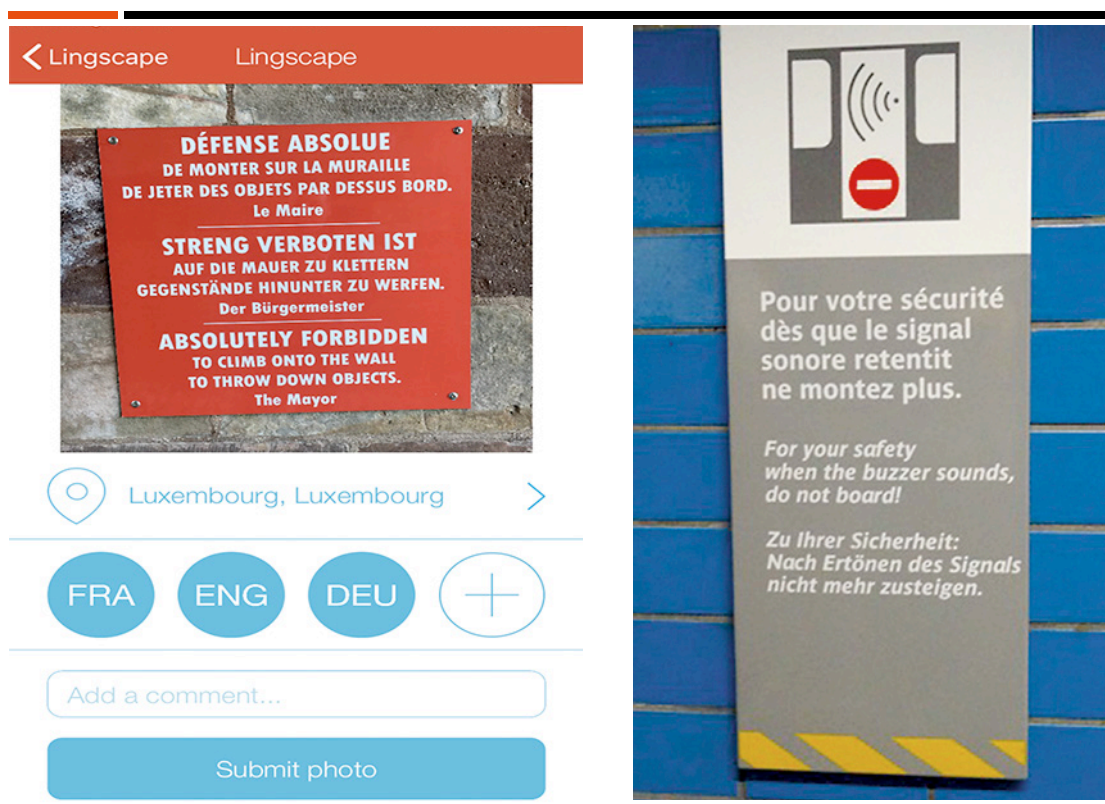 Lingscape
Lingscape
DÉFENSE ABSOLUE
DE MONTER SUR LA MURAILLE
DE JETER DES OBJETS PAR DESSUS BORD.
Le Maire
STRENG VERBOTEN IST
AUF DIE MAUER ZU KLETTERN
GEGENSTÄNDE HINUNTER ZU WERFEN.
Der Bürgermeister
ABSOLUTELY FORBIDDEN
TO CLIMB ONTO THE WALL
TO THROW DOWN OBJECTS.
The Mayor
Luxembourg, Luxembourg
FRA ENG DEU
Add a comment...
Submit photo
Pour votre sécurité
dès que le signal
sonore retentit
ne montez plus.
For your safety
when the buzzer sounds,
do not board!
Zu Ihrer Sicherheit:
Nach Ertönen des Signals
nicht mehr zusteigen.